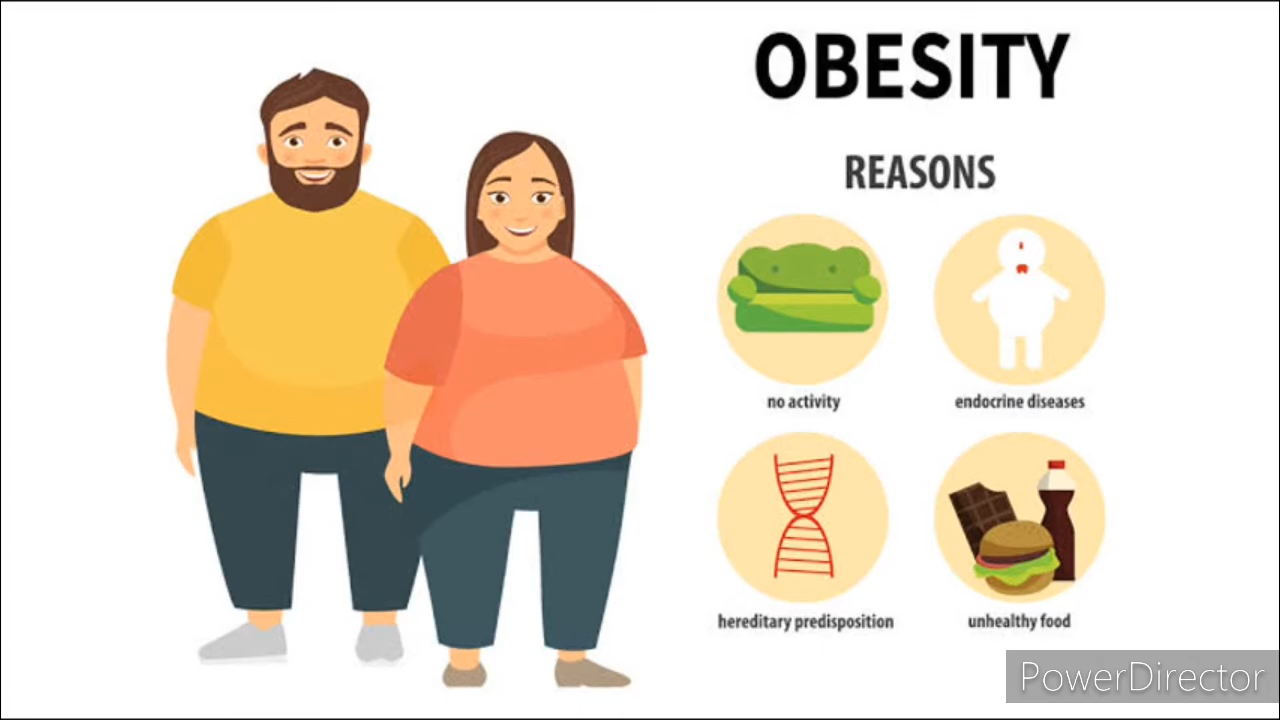 OBESITY
REASONS
no activity
endocrine diseases
hereditary predisposition
unhealthy food
PowerDirector